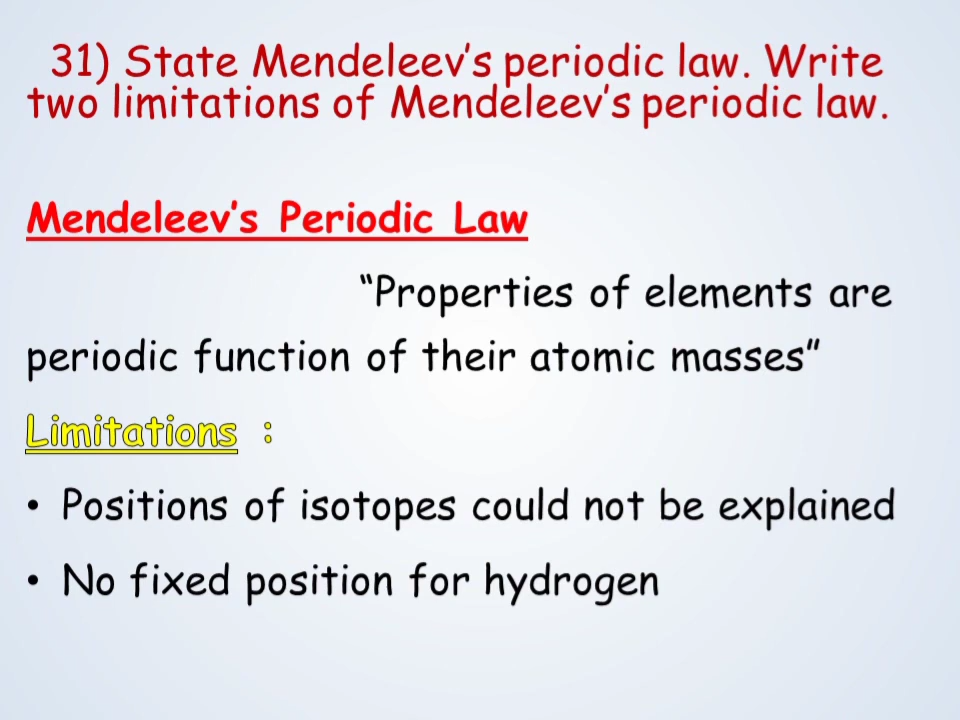 31) State Mendeleev’s periodic law. Write
two limitations of Mendeleev’s periodic law.
Mendeleev’s Periodic Law
“Properties of elements are
periodic function of their atomic masses”
Limitations :
• Positions of isotopes could not be explained
• No fixed position for hydrogen